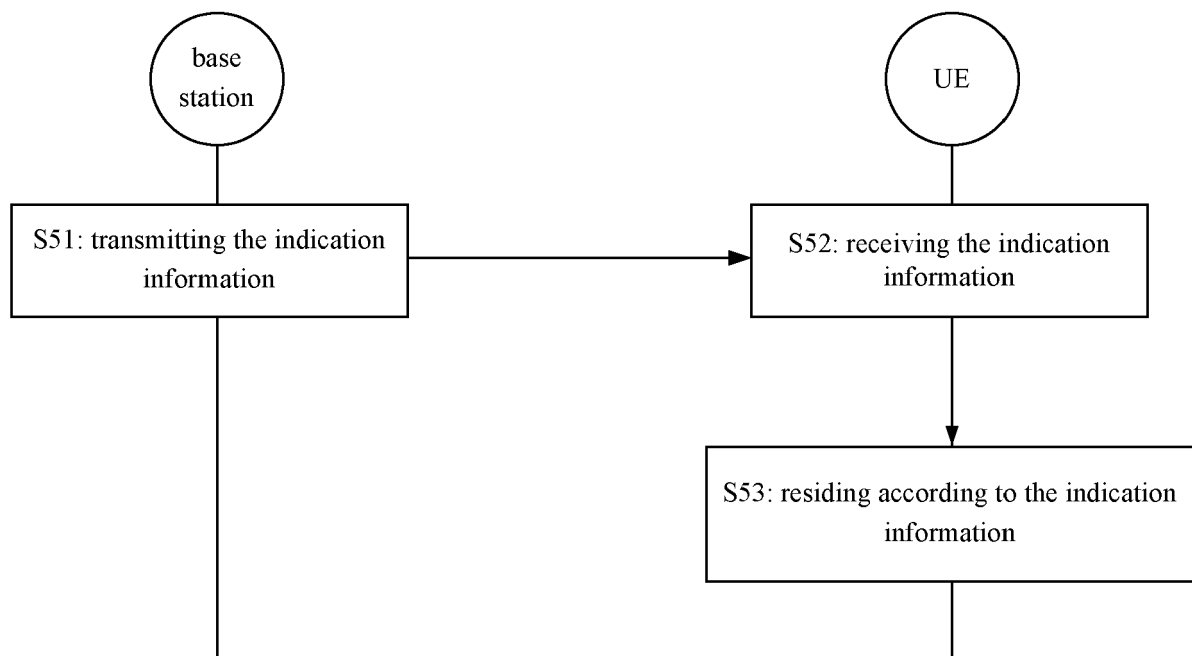 base
station
UE
S51: transmitting the indication
information
S52: receiving the indication
information
S53: residing according to the indication
information